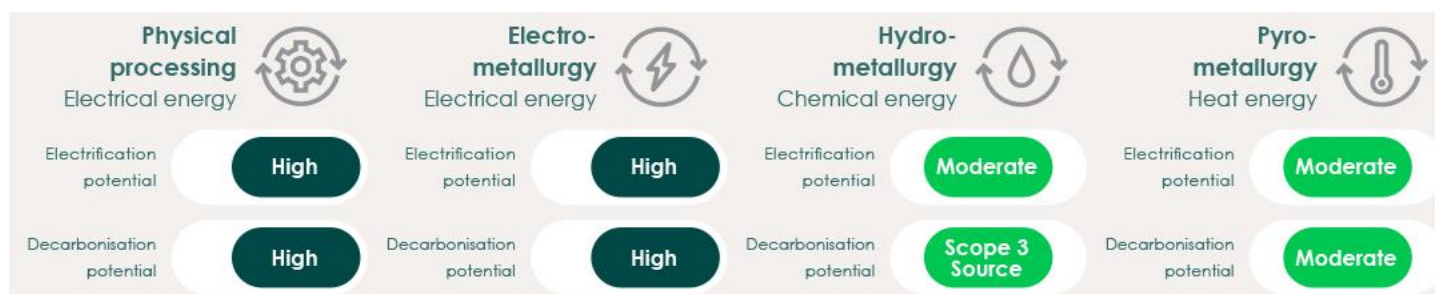 Physical
processing
Electrical energy
Electro-
metallurgy
Electrical energy
Hydro-
metallurgy
Chemical energy
Pyro-
metallurgy
Heat energy
Electrification
potential
High
Electrification
potential
High
Electrification
potential
Moderate
Electrification
potential
Moderate
Decarbonisation
potential
High
Decarbonisation
potential
High
Decarbonisation
potential
Scope 3
Source
Decarbonisation
potential
Moderate